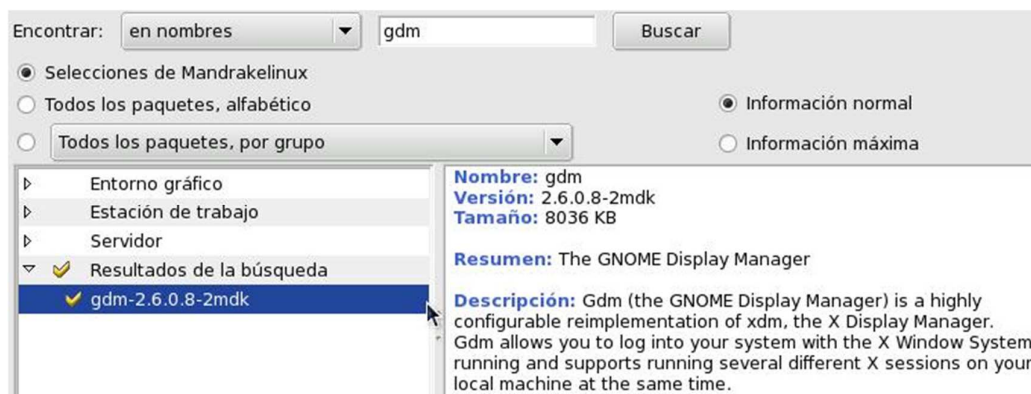 Encontrar: en nombres gdm Buscar
Selecciones de Mandrakelinux
Todos los paquetes, alfabético Información normal
Todos los paquetes, por grupo Información máxima
Entorno gráfico
Estación de trabajo
Servidor
Resultados de la búsqueda
gdm-2.6.0.8-2mdk
Nombre: gdm
Versión: 2.6.0.8-2mdk
Tamaño: 8036 KB
Resumen: The GNOME Display Manager
Descripción: Gdm (the GNOME Display Manager) is a highly
configurable reimplementation of xdm, the X Display Manager.
Gdm allows you to log into your system with the X Window System
running and supports running several different X sessions on your
local machine at the same time.